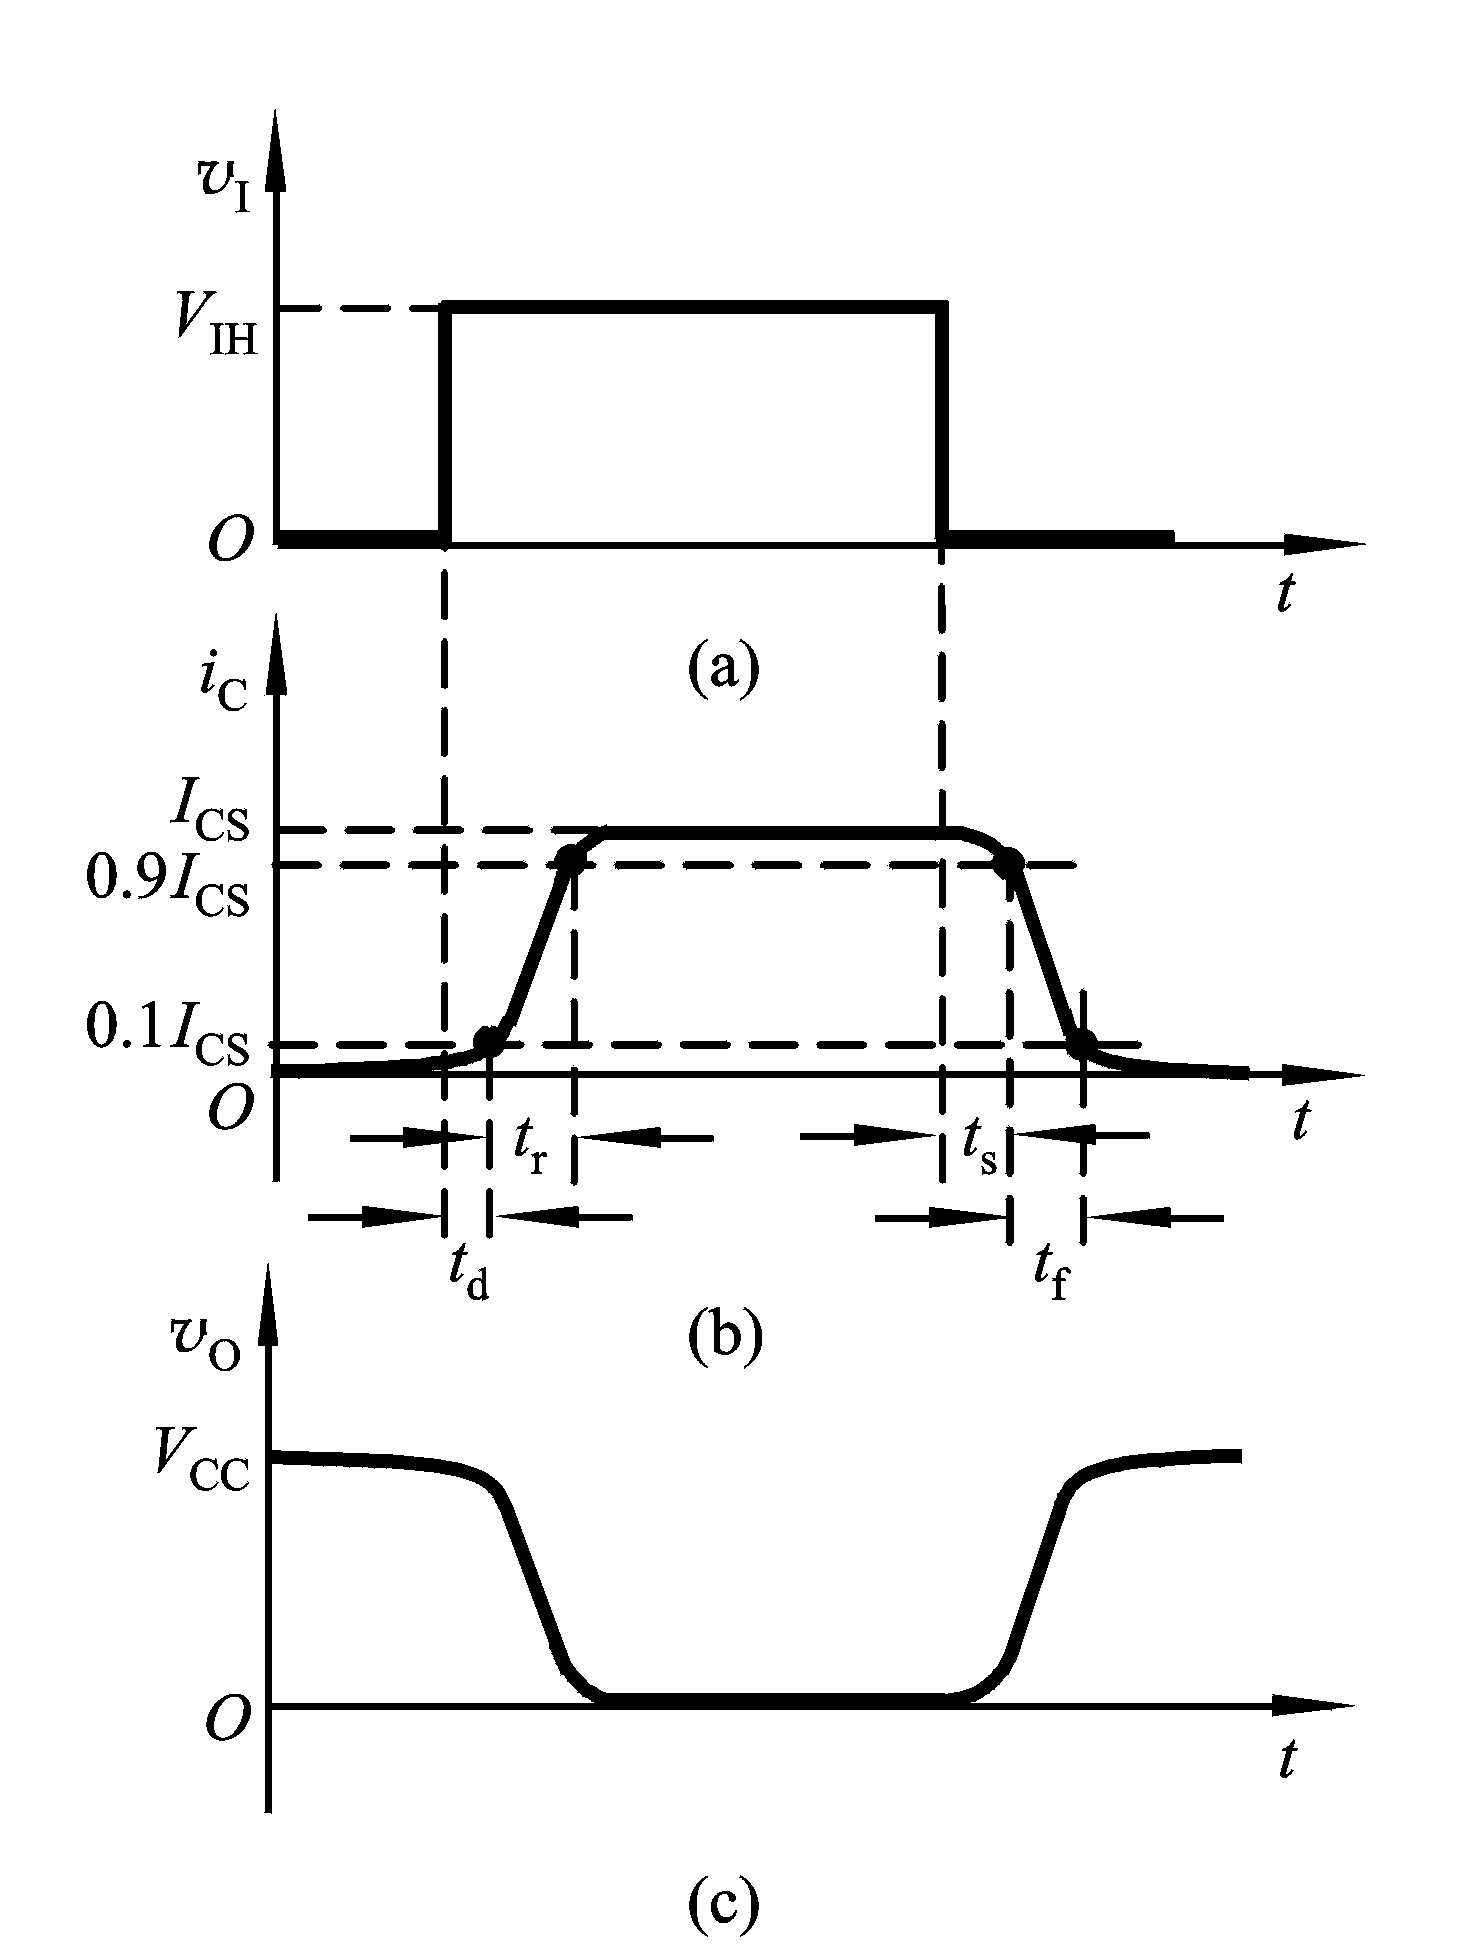 v_I
V_IH
O
t
(a)
i_C
I_CS
0.9I_CS
0.1I_CS
O
t
t_r
t_s
t_d
t_f
(b)
v_O
V_CC
O
t
(c)